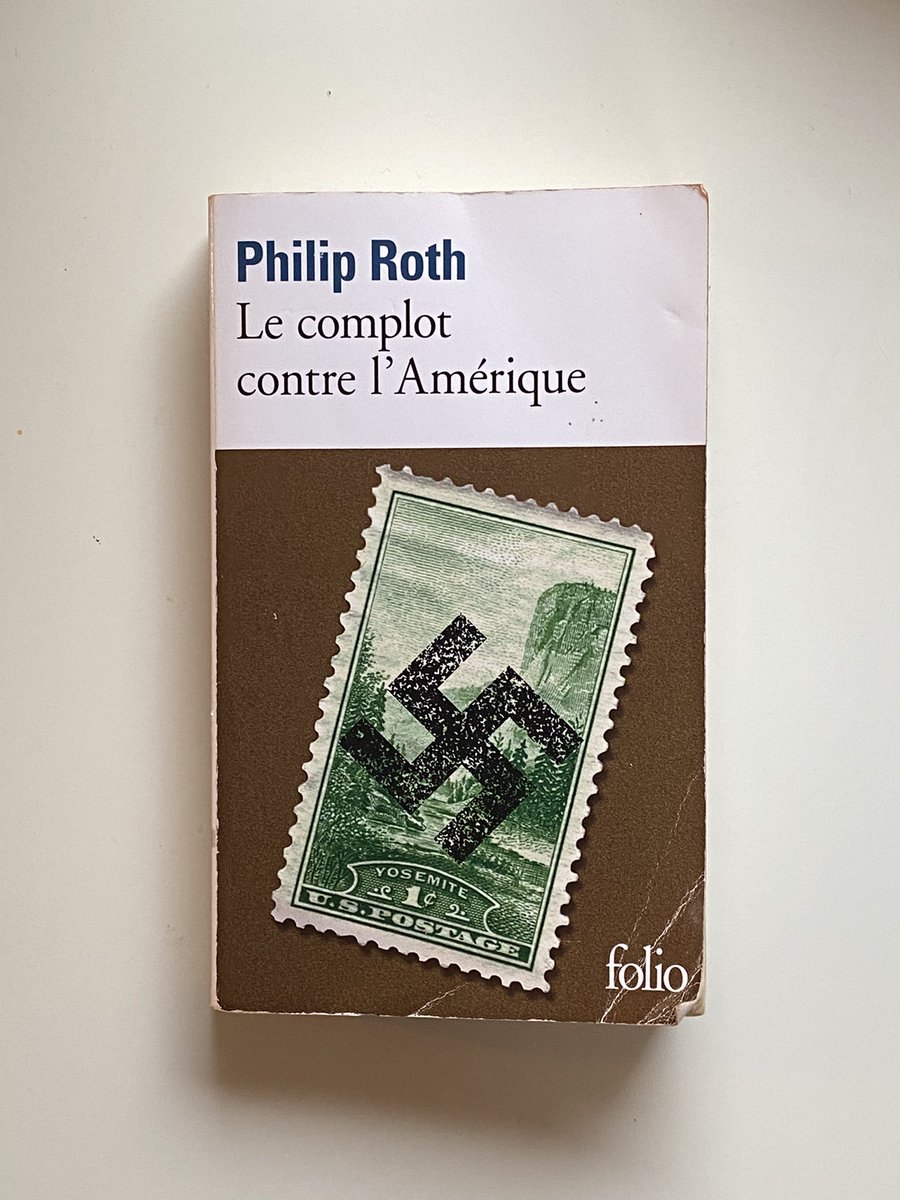 Philip Roth
Le complot
contre l'Amérique
YOSEMITE
1¢
U.S. POSTAGE
folio